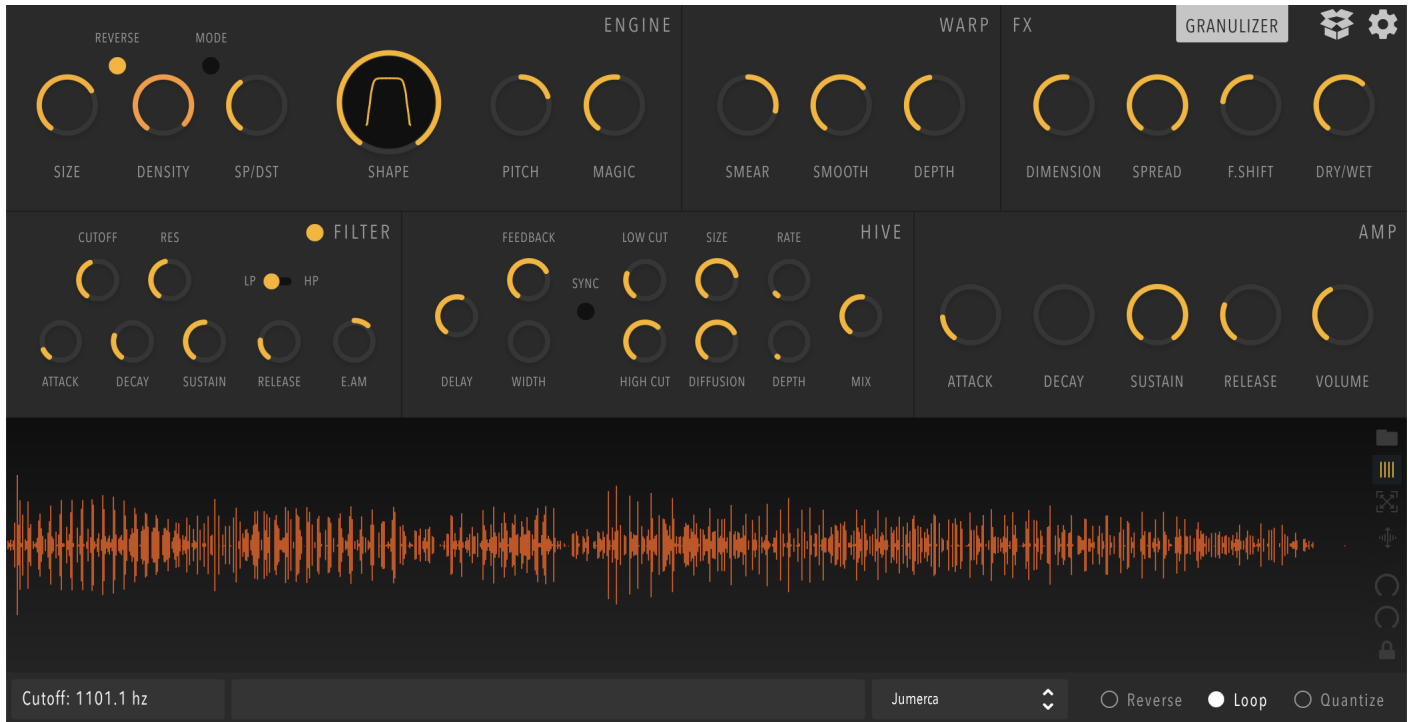 ENGINE
WARP
FX
GRANULIZER
REVERSE
MODE
SIZE
DENSITY
SP/DST
SHAPE
PITCH
MAGIC
SMEAR
SMOOTH
DEPTH
DIMENSION
SPREAD
F.SHIFT
DRY/WET
FILTER
CUTOFF
RES
LP
HP
ATTACK
DECAY
SUSTAIN
RELEASE
E.AM
HIVE
FEEDBACK
LOW CUT
SIZE
RATE
SYNC
DELAY
WIDTH
HIGH CUT
DIFFUSION
DEPTH
MIX
AMP
ATTACK
DECAY
SUSTAIN
RELEASE
VOLUME
Cutoff: 1101.1 hz
Jumerca
Reverse
Loop
Quantize